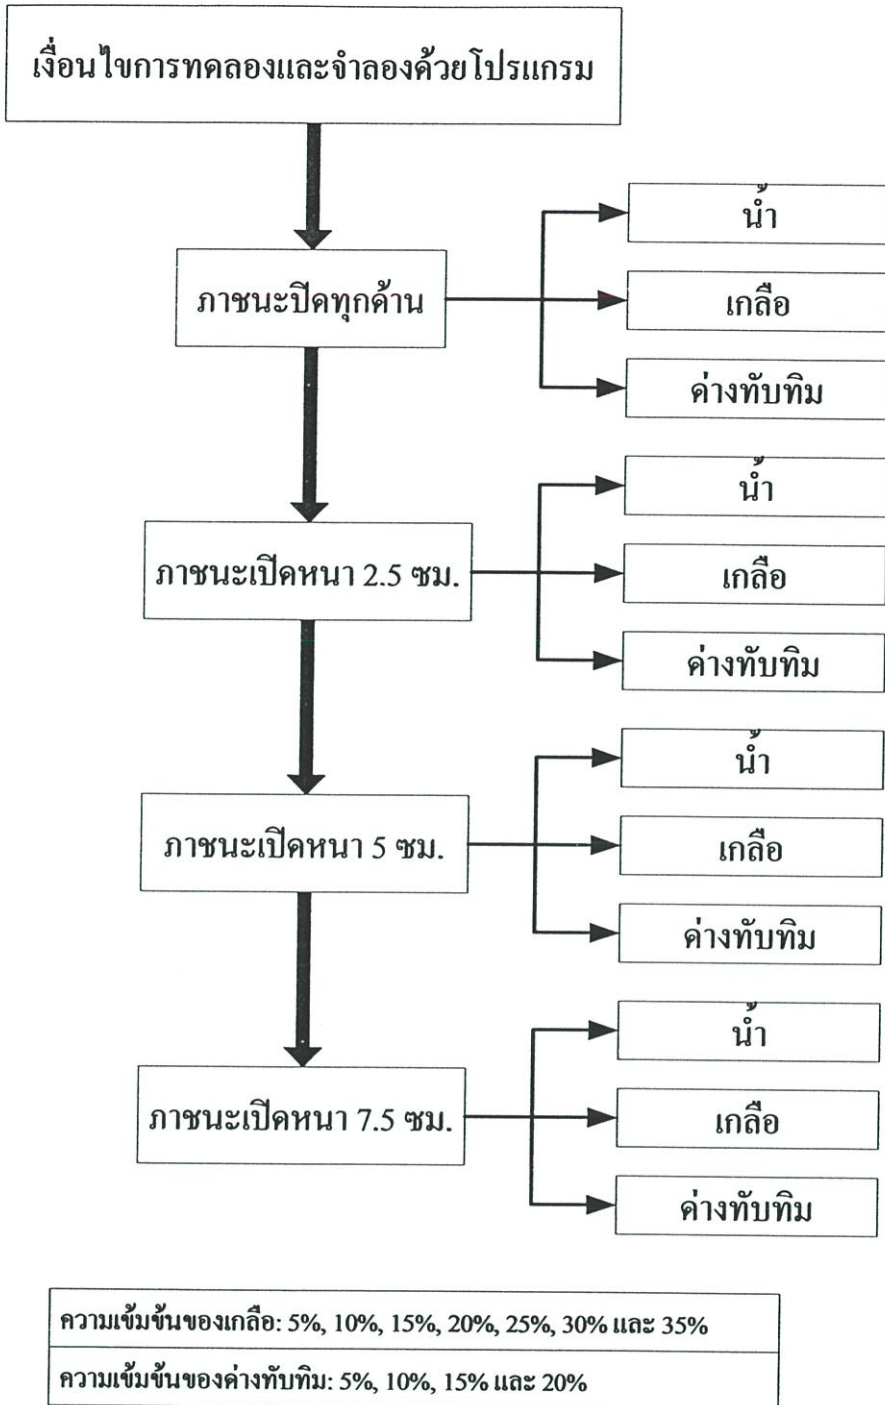 เงื่อนไขการทดลองและจำลองด้วยโปรแกรม
ภาชนะปิดทุกด้าน
น้ำ
เกลือ
ด่างทับทิม
ภาชนะเปิดหนา 2.5 ซม.
น้ำ
เกลือ
ด่างทับทิม
ภาชนะเปิดหนา 5 ซม.
น้ำ
เกลือ
ด่างทับทิม
ภาชนะเปิดหนา 7.5 ซม.
น้ำ
เกลือ
ด่างทับทิม
ความเข้มข้นของเกลือ: 5%, 10%, 15%, 20%, 25%, 30% และ 35%
ความเข้มข้นของด่างทับทิม: 5%, 10%, 15% และ 20%